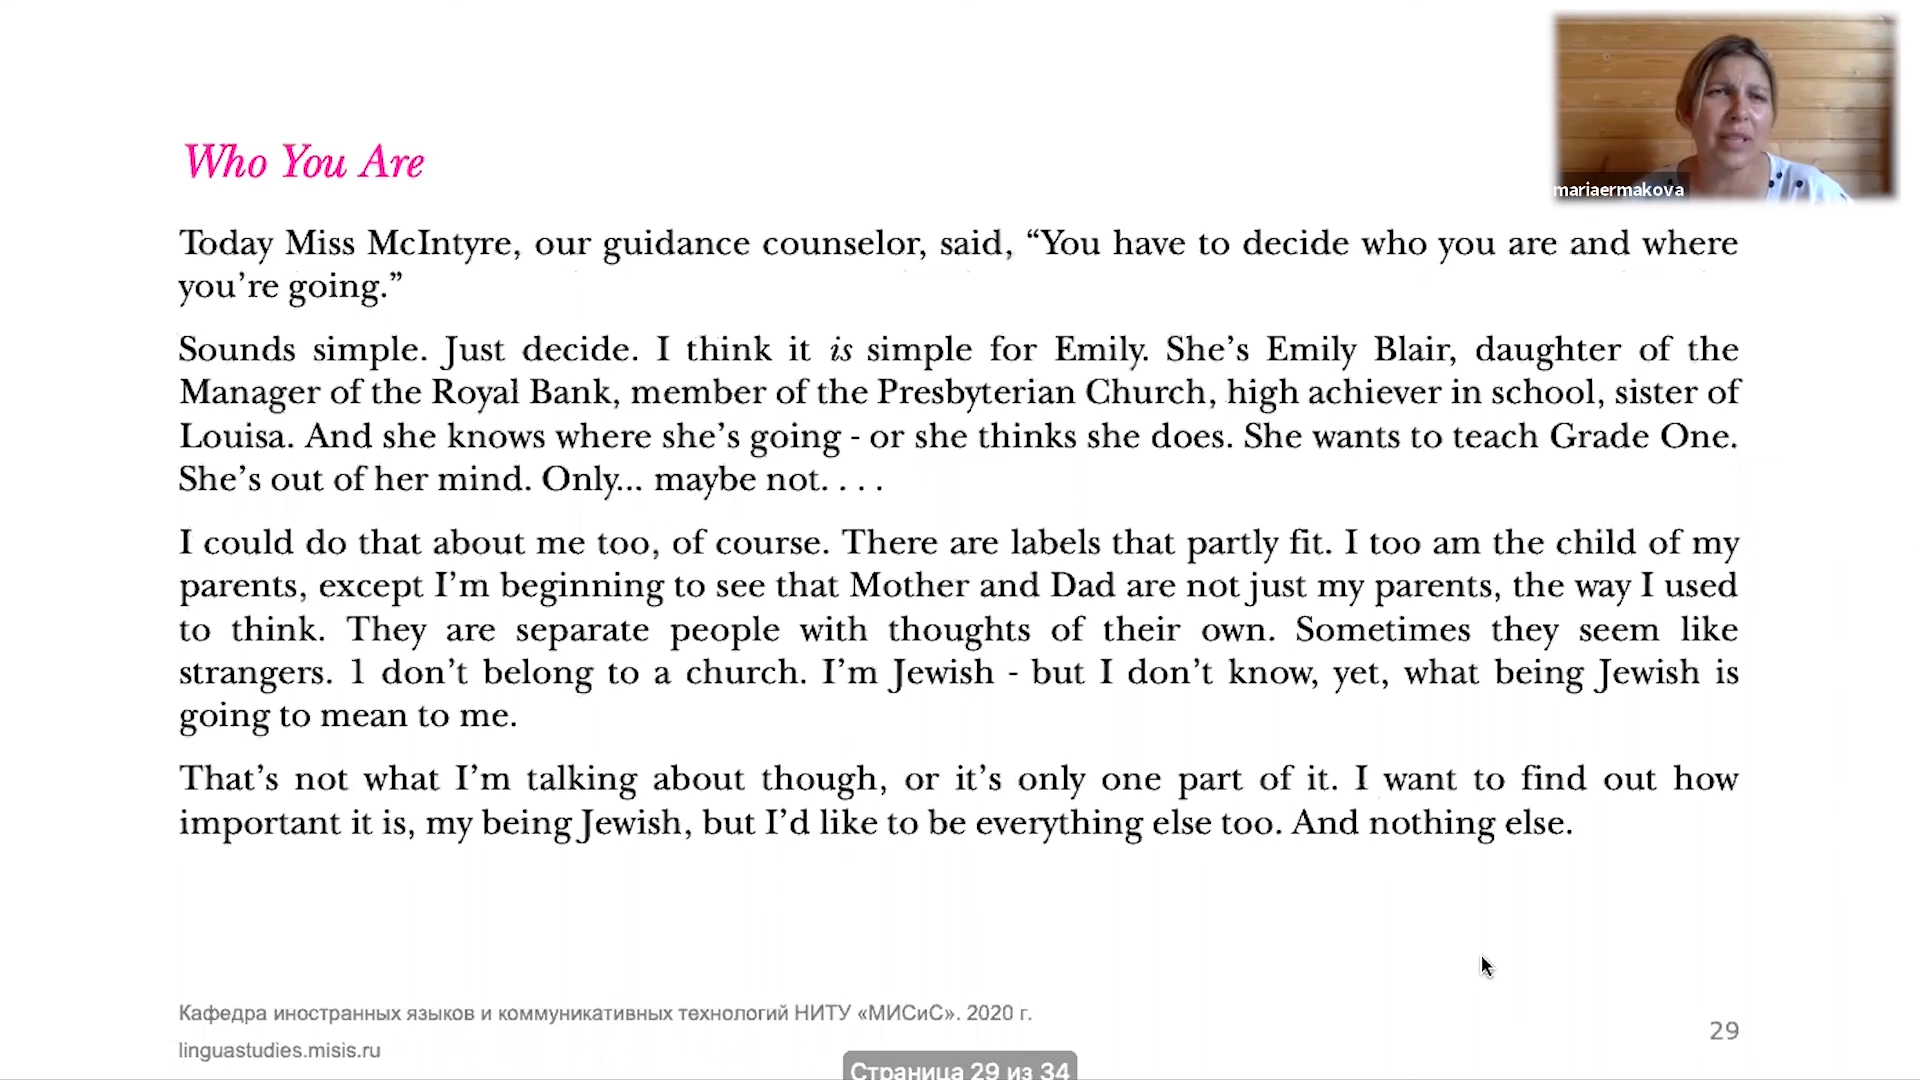 mariaermakova
Who You Are
Today Miss McIntyre, our guidance counselor, said, “You have to decide who you are and where
you’re going.”
Sounds simple. Just decide. I think it is simple for Emily. She’s Emily Blair, daughter of the
Manager of the Royal Bank, member of the Presbyterian Church, high achiever in school, sister of
Louisa. And she knows where she’s going - or she thinks she does. She wants to teach Grade One.
She’s out of her mind. Only... maybe not. . . .
I could do that about me too, of course. There are labels that partly fit. I too am the child of my
parents, except I’m beginning to see that Mother and Dad are not just my parents, the way I used
to think. They are separate people with thoughts of their own. Sometimes they seem like
strangers. 1 don’t belong to a church. I’m Jewish - but I don’t know, yet, what being Jewish is
going to mean to me.
That’s not what I’m talking about though, or it’s only one part of it. I want to find out how
important it is, my being Jewish, but I’d like to be everything else too. And nothing else.
Кафедра иностранных языков и коммуникативных технологий НИТУ «МИСиС». 2020 г.
29
linguastudies.misis.ru
Страница 29 из 34